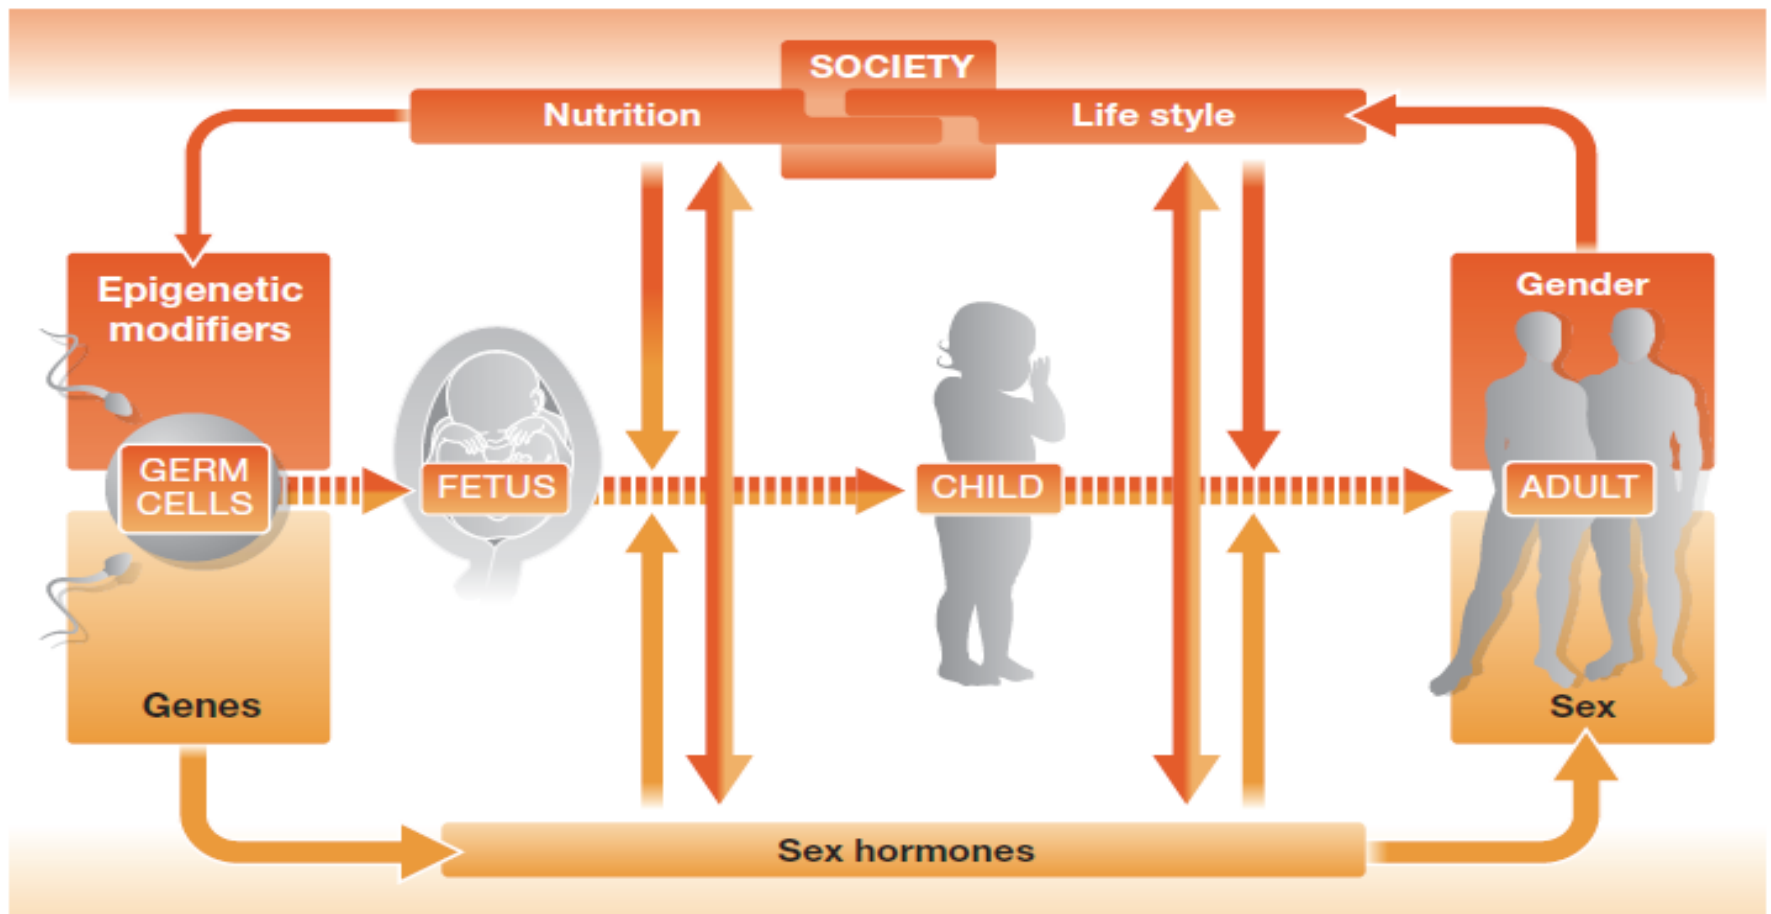 SOCIETY
Nutrition
Life style
Epigenetic
modifiers
Gender
GERM
CELLS
FETUS
CHILD
ADULT
Genes
Sex
Sex hormones